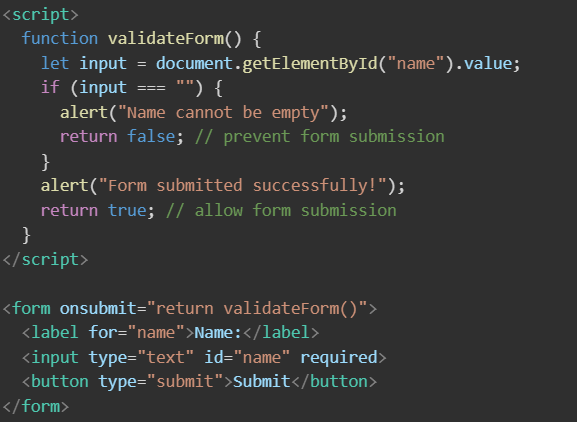 <script>
  function validateForm() {
    let input = document.getElementById("name").value;
    if (input === "") {
      alert("Name cannot be empty");
      return false; // prevent form submission
    }
    alert("Form submitted successfully!");
    return true; // allow form submission
  }
</script>

<form onsubmit="return validateForm()">
  <label for="name">Name:</label>
  <input type="text" id="name" required>
  <button type="submit">Submit</button>
</form>